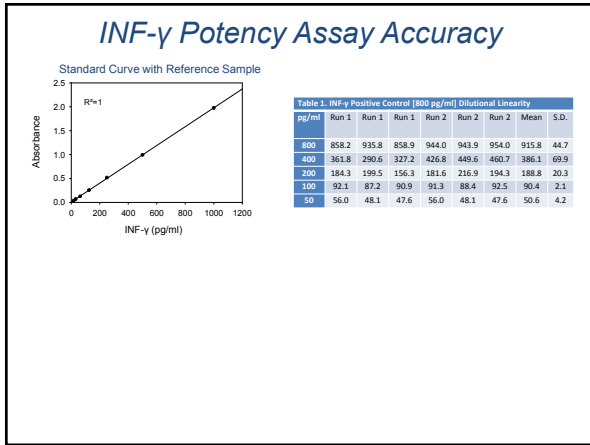 INF-γ Potency Assay Accuracy
Standard Curve with Reference Sample
R²=1
2.5
2.0
1.5
1.0
0.5
0.0
Absorbance
0 200 400 600 800 1000 1200
INF-γ (pg/ml)
Table 1. INF-γ Positive Control [800 pg/ml] Dilutional Linearity
pg/ml Run 1 Run 1 Run 1 Run 2 Run 2 Run 2 Mean S.D.
800 858.2 935.8 858.9 944.0 943.9 954.0 915.8 44.7
400 361.8 290.6 327.2 426.8 449.6 460.7 386.1 69.9
200 184.3 199.5 156.3 181.6 216.9 194.3 188.8 20.3
100 92.1 87.2 90.9 91.3 88.4 92.5 90.4 2.1
50 56.0 48.1 47.6 56.0 48.1 47.6 50.6 4.2